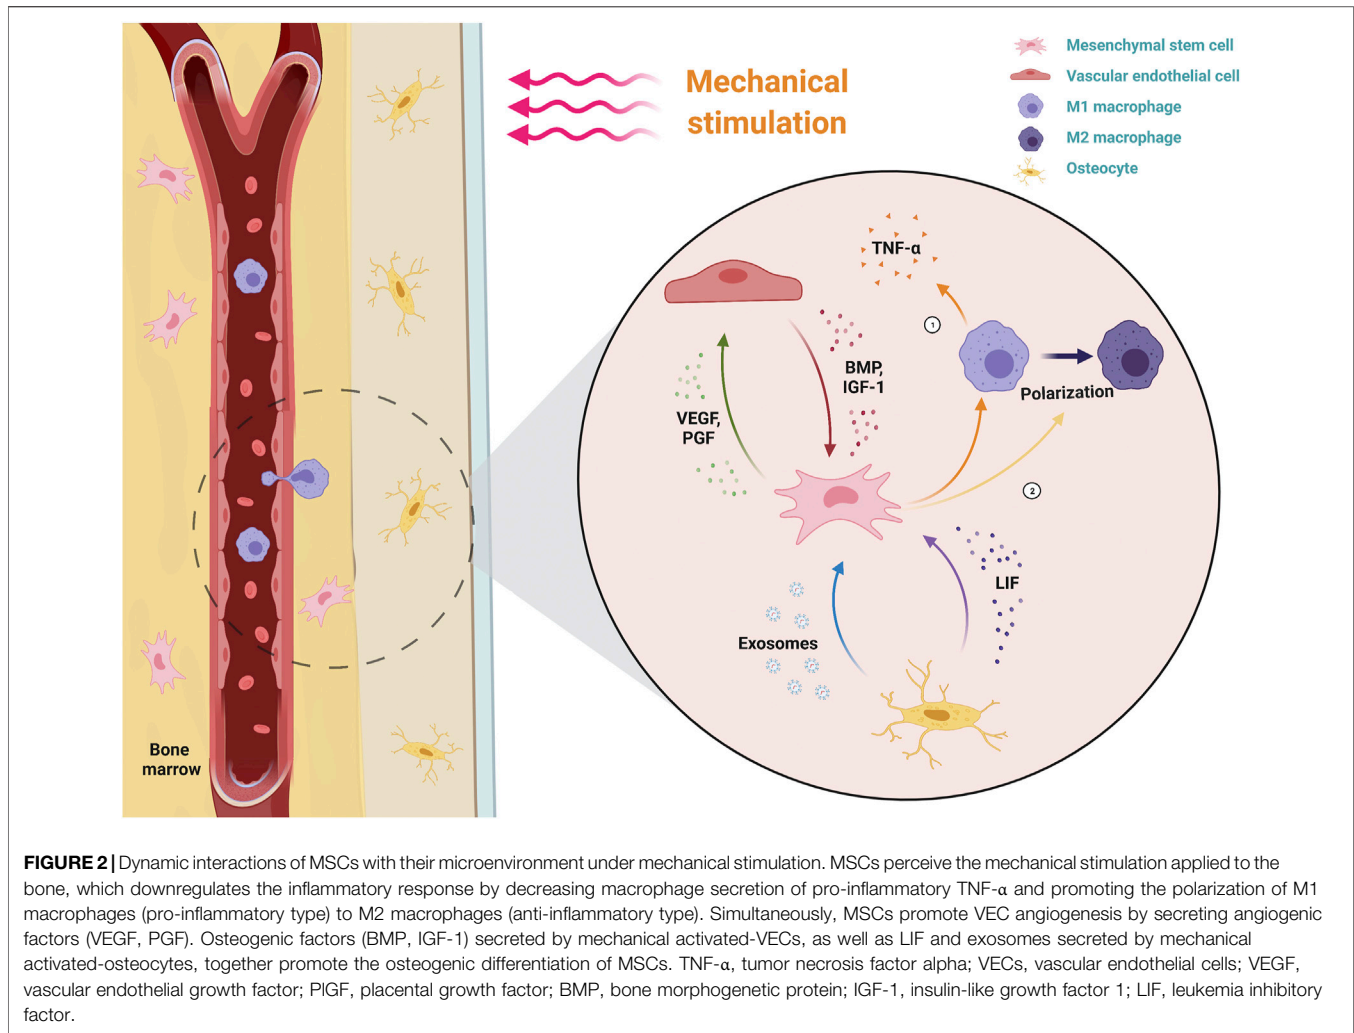 Mechanical
stimulation
Mesenchymal stem cell
Vascular endothelial cell
M1 macrophage
M2 macrophage
Osteocyte
TNF-α
1
BMP,
IGF-1
Polarization
VEGF,
PGF
2
LIF
Exosomes
Bone
marrow
FIGURE 2 | Dynamic interactions of MSCs with their microenvironment under mechanical stimulation. MSCs perceive the mechanical stimulation applied to the
bone, which downregulates the inflammatory response by decreasing macrophage secretion of pro-inflammatory TNF-α and promoting the polarization of M1
macrophages (pro-inflammatory type) to M2 macrophages (anti-inflammatory type). Simultaneously, MSCs promote VEC angiogenesis by secreting angiogenic
factors (VEGF, PGF). Osteogenic factors (BMP, IGF-1) secreted by mechanical activated-VECs, as well as LIF and exosomes secreted by mechanical
activated-osteocytes, together promote the osteogenic differentiation of MSCs. TNF-α, tumor necrosis factor alpha; VECs, vascular endothelial cells; VEGF,
vascular endothelial growth factor; PlGF, placental growth factor; BMP, bone morphogenetic protein; IGF-1, insulin-like growth factor 1; LIF, leukemia inhibitory
factor.